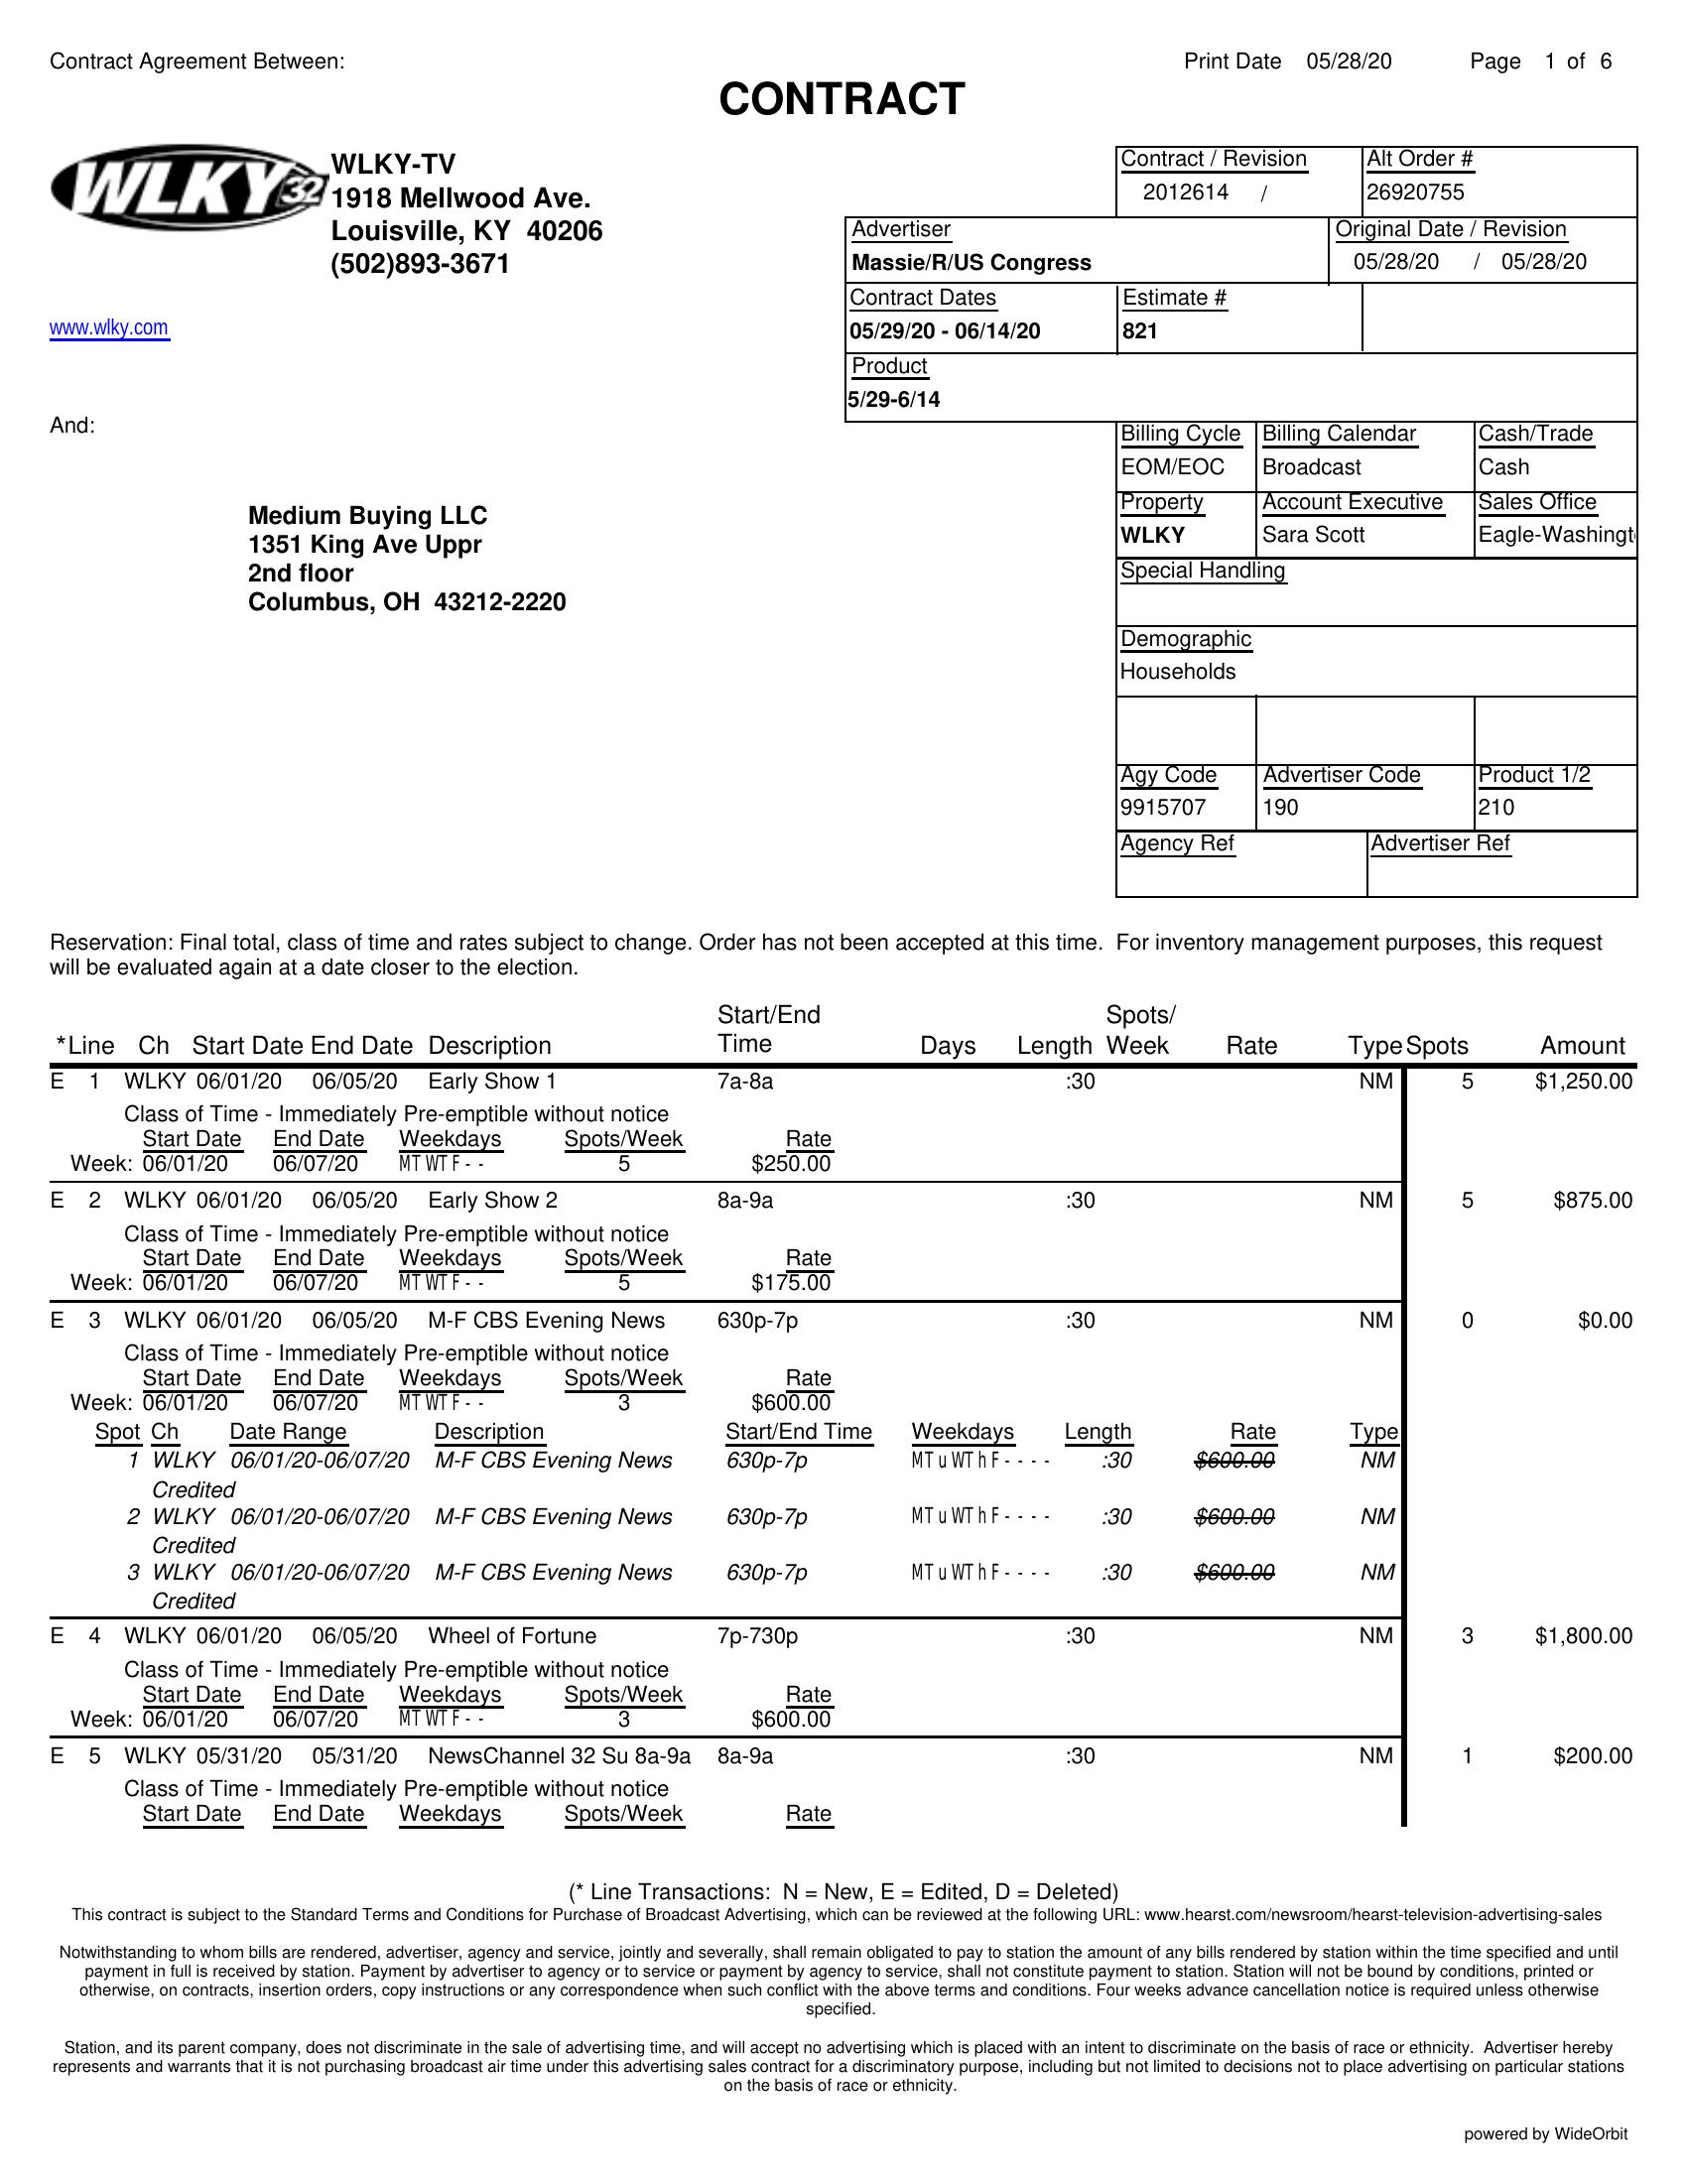 Contract Agreement Between:
Print Date 05/28/20 Page 1 of 6
CONTRACT
WLKY 32
WLKY-TV
1918 Mellwood Ave.
Louisville, KY 40206
(502)893-3671
www.wlky.com
And:
Medium Buying LLC
1351 King Ave Uppr
2nd floor
Columbus, OH 43212-2220
Contract / Revision Alt Order #
2012614 / 26920755
Advertiser Original Date / Revision
Massie/R/US Congress 05/28/20 / 05/28/20
Contract Dates Estimate #
05/29/20 - 06/14/20 821
Product
5/29-6/14
Billing Cycle Billing Calendar Cash/Trade
EOM/EOC Broadcast Cash
Property Account Executive Sales Office
WLKY Sara Scott Eagle-Washingt
Special Handling
Demographic
Households
Agy Code Advertiser Code Product 1/2
9915707 190 210
Agency Ref Advertiser Ref
Reservation: Final total, class of time and rates subject to change. Order has not been accepted at this time. For inventory management purposes, this request
will be evaluated again at a date closer to the election.
Start/End Spots/
*Line Ch Start Date End Date Description Time Days Length Week Rate Type Spots Amount
E 1 WLKY 06/01/20 06/05/20 Early Show 1 7a-8a :30 NM 5 $1,250.00
Class of Time - Immediately Pre-emptible without notice
Start Date End Date Weekdays Spots/Week Rate
Week: 06/01/20 06/07/20 MTWTF-- 5 $250.00
E 2 WLKY 06/01/20 06/05/20 Early Show 2 8a-9a :30 NM 5 $875.00
Class of Time - Immediately Pre-emptible without notice
Start Date End Date Weekdays Spots/Week Rate
Week: 06/01/20 06/07/20 MTWTF-- 5 $175.00
E 3 WLKY 06/01/20 06/05/20 M-F CBS Evening News 630p-7p :30 NM 0 $0.00
Class of Time - Immediately Pre-emptible without notice
Start Date End Date Weekdays Spots/Week Rate
Week: 06/01/20 06/07/20 MTWTF-- 3 $600.00
Spot Ch Date Range Description Start/End Time Weekdays Length Rate Type
1 WLKY 06/01/20-06/07/20 M-F CBS Evening News 630p-7p MTuWThF---- :30 $600.00 NM
Credited
2 WLKY 06/01/20-06/07/20 M-F CBS Evening News 630p-7p MTuWThF---- :30 $600.00 NM
Credited
3 WLKY 06/01/20-06/07/20 M-F CBS Evening News 630p-7p MTuWThF---- :30 $600.00 NM
Credited
E 4 WLKY 06/01/20 06/05/20 Wheel of Fortune 7p-730p :30 NM 3 $1,800.00
Class of Time - Immediately Pre-emptible without notice
Start Date End Date Weekdays Spots/Week Rate
Week: 06/01/20 06/07/20 MTWTF-- 3 $600.00
E 5 WLKY 05/31/20 05/31/20 NewsChannel 32 Su 8a-9a 8a-9a :30 NM 1 $200.00
Class of Time - Immediately Pre-emptible without notice
Start Date End Date Weekdays Spots/Week Rate
(* Line Transactions: N = New, E = Edited, D = Deleted)
This contract is subject to the Standard Terms and Conditions for Purchase of Broadcast Advertising, which can be reviewed at the following URL: www.hearst.com/newsroom/hearst-television-advertising-sales
Notwithstanding to whom bills are rendered, advertiser, agency and service, jointly and severally, shall remain obligated to pay to station the amount of any bills rendered by station within the time specified and until
payment in full is received by station. Payment by advertiser to agency or to service or payment by agency to service, shall not constitute payment to station. Station will not be bound by conditions, printed or
otherwise, on contracts, insertion orders, copy instructions or any correspondence when such conflict with the above terms and conditions. Four weeks advance cancellation notice is required unless otherwise
specified.
Station, and its parent company, does not discriminate in the sale of advertising time, and will accept no advertising which is placed with an intent to discriminate on the basis of race or ethnicity. Advertiser hereby
represents and warrants that it is not purchasing broadcast air time under this advertising sales contract for a discriminatory purpose, including but not limited to decisions not to place advertising on particular stations
on the basis of race or ethnicity.
powered by WideOrbit